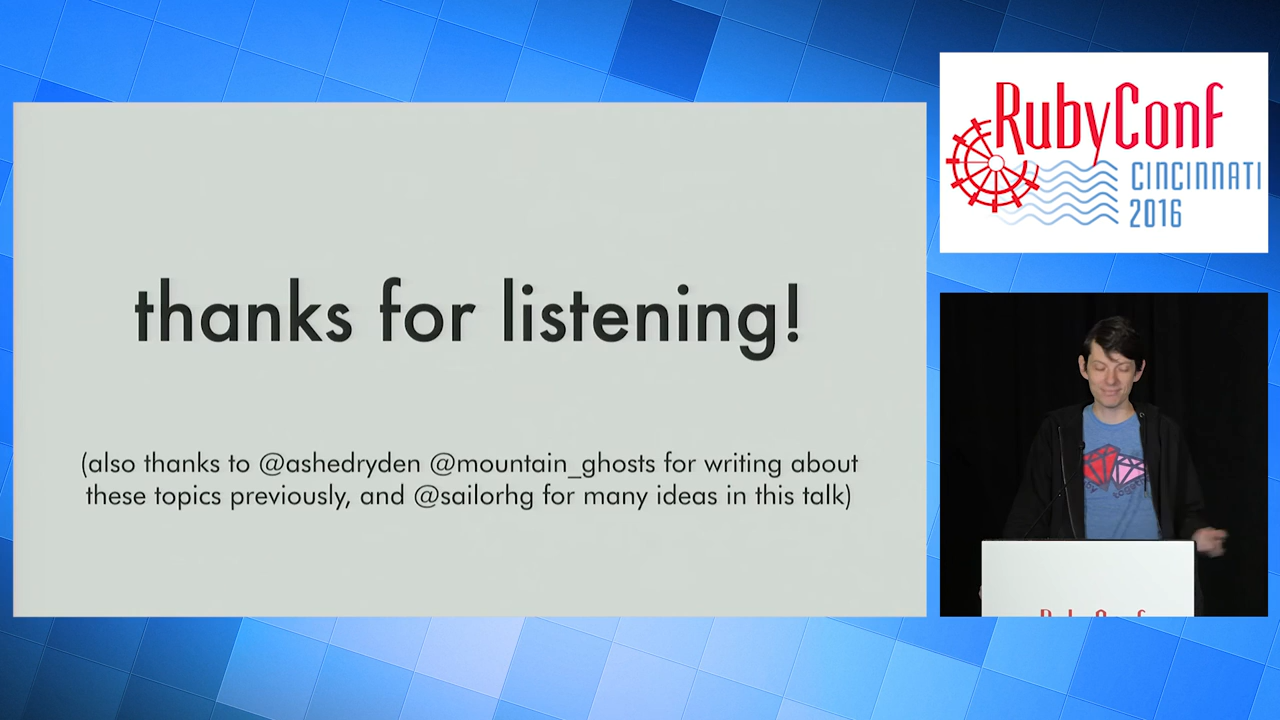 thanks for listening!
(also thanks to @ashedryden @mountain_ghosts for writing about
these topics previously, and @sailorhg for many ideas in this talk)
RubyConf
CINCINNATI
2016
RubyConf